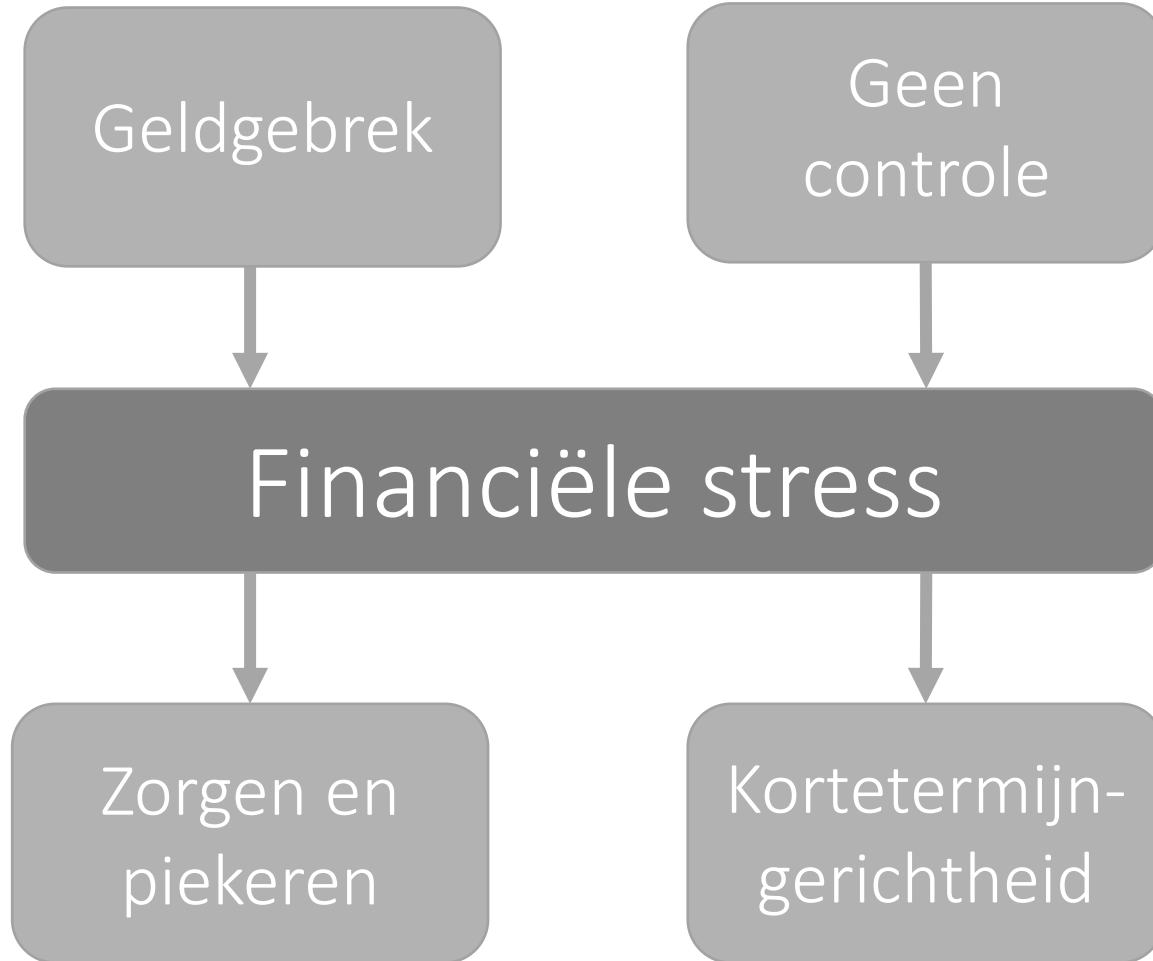 Geldgebrek
Geen
controle
Financiële stress
Zorgen en
piekeren
Kortetermijn-
gerichtheid